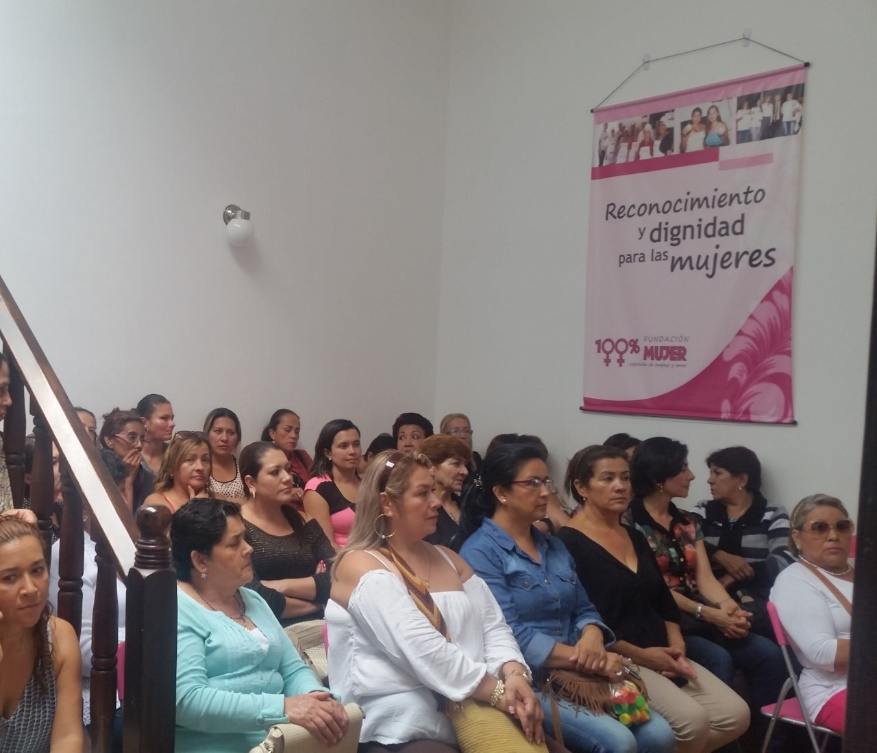 Reconocimiento
y dignidad
para las mujeres
100% FUNDACIÓN
MUJER